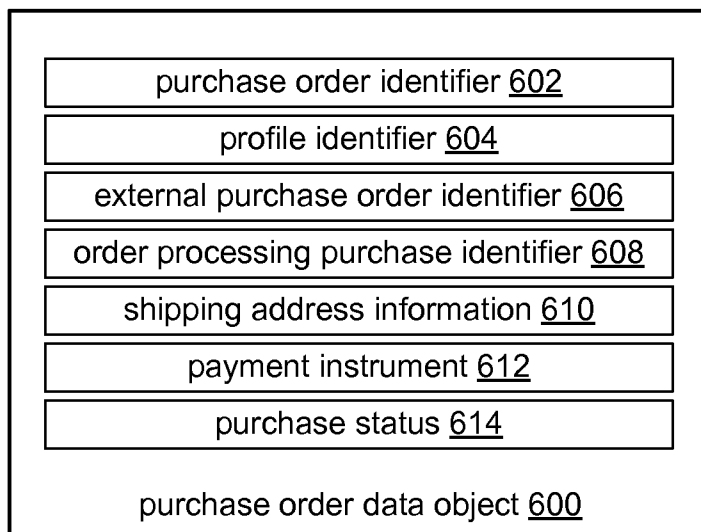 purchase order identifier 602
profile identifier 604
external purchase order identifier 606
order processing purchase identifier 608
shipping address information 610
payment instrument 612
purchase status 614
purchase order data object 600